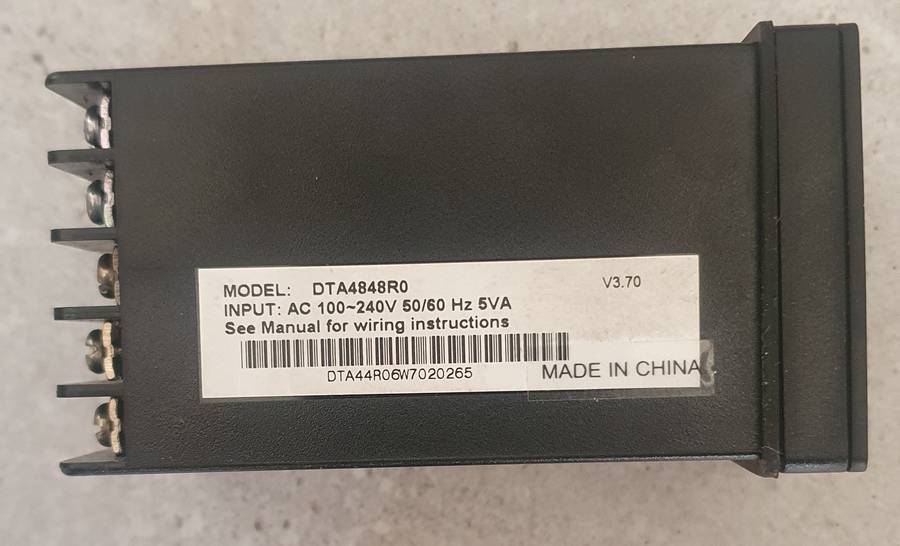 MODEL: DTA4848R0 V3.70
INPUT: AC 100~240V 50/60 Hz 5VA
See Manual for wiring instructions
DTA44R06W7020265
MADE IN CHINA